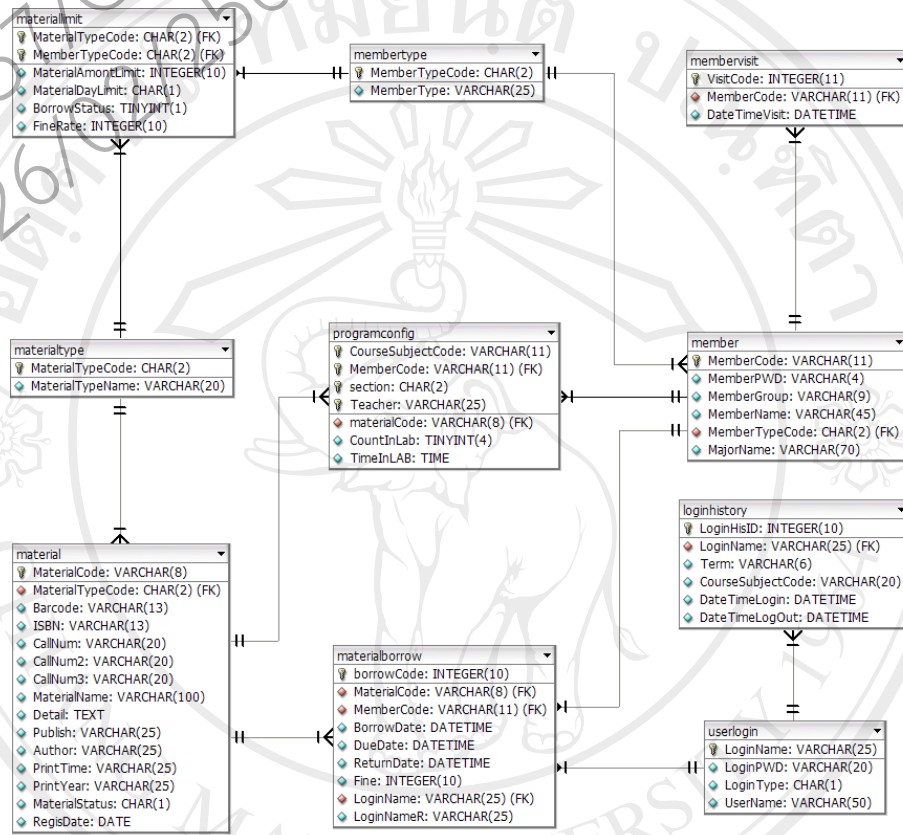 materiallimit
MaterialTypeCode: CHAR(2) (FK)
MemberTypeCode: CHAR(2) (FK)
MaterialAmontLimit: INTEGER(10)
MaterialDayLimit: CHAR(1)
BorrowStatus: TINYINT(1)
FineRate: INTEGER(10)
membertype
MemberTypeCode: CHAR(2)
MemberType: VARCHAR(25)
membervisit
VisitCode: INTEGER(11)
MemberCode: VARCHAR(11) (FK)
DateTimeVisit: DATETIME
materialtype
MaterialTypeCode: CHAR(2)
MaterialTypeName: VARCHAR(20)
programconfig
CourseSubjectCode: VARCHAR(11)
MemberCode: VARCHAR(11) (FK)
section: CHAR(2)
Teacher: VARCHAR(25)
materialCode: VARCHAR(8) (FK)
CountInLab: TINYINT(4)
TimeInLAB: TIME
member
MemberCode: VARCHAR(11)
MemberPWD: VARCHAR(4)
MemberGroup: VARCHAR(9)
MemberName: VARCHAR(45)
MemberTypeCode: CHAR(2) (FK)
MajorName: VARCHAR(70)
material
MaterialCode: VARCHAR(8)
MaterialTypeCode: CHAR(2) (FK)
Barcode: VARCHAR(13)
ISBN: VARCHAR(13)
CallNum: VARCHAR(20)
CallNum2: VARCHAR(20)
CallNum3: VARCHAR(20)
MaterialName: VARCHAR(100)
Detail: TEXT
Publish: VARCHAR(25)
Author: VARCHAR(25)
PrintTime: VARCHAR(25)
PrintYear: VARCHAR(25)
MaterialStatus: CHAR(1)
RegisDate: DATE
materialborrow
borrowCode: INTEGER(10)
MaterialCode: VARCHAR(8) (FK)
MemberCode: VARCHAR(11) (FK)
BorrowDate: DATETIME
DueDate: DATETIME
ReturnDate: DATETIME
Fine: INTEGER(10)
LoginName: VARCHAR(25) (FK)
LoginNameR: VARCHAR(25)
loginhistory
LoginHisID: INTEGER(10)
LoginName: VARCHAR(25) (FK)
Term: VARCHAR(6)
CourseSubjectCode: VARCHAR(20)
DateTimeLogin: DATETIME
DateTimeLogOut: DATETIME
userlogin
LoginName: VARCHAR(25)
LoginPWD: VARCHAR(20)
LoginType: CHAR(1)
UserName: VARCHAR(50)